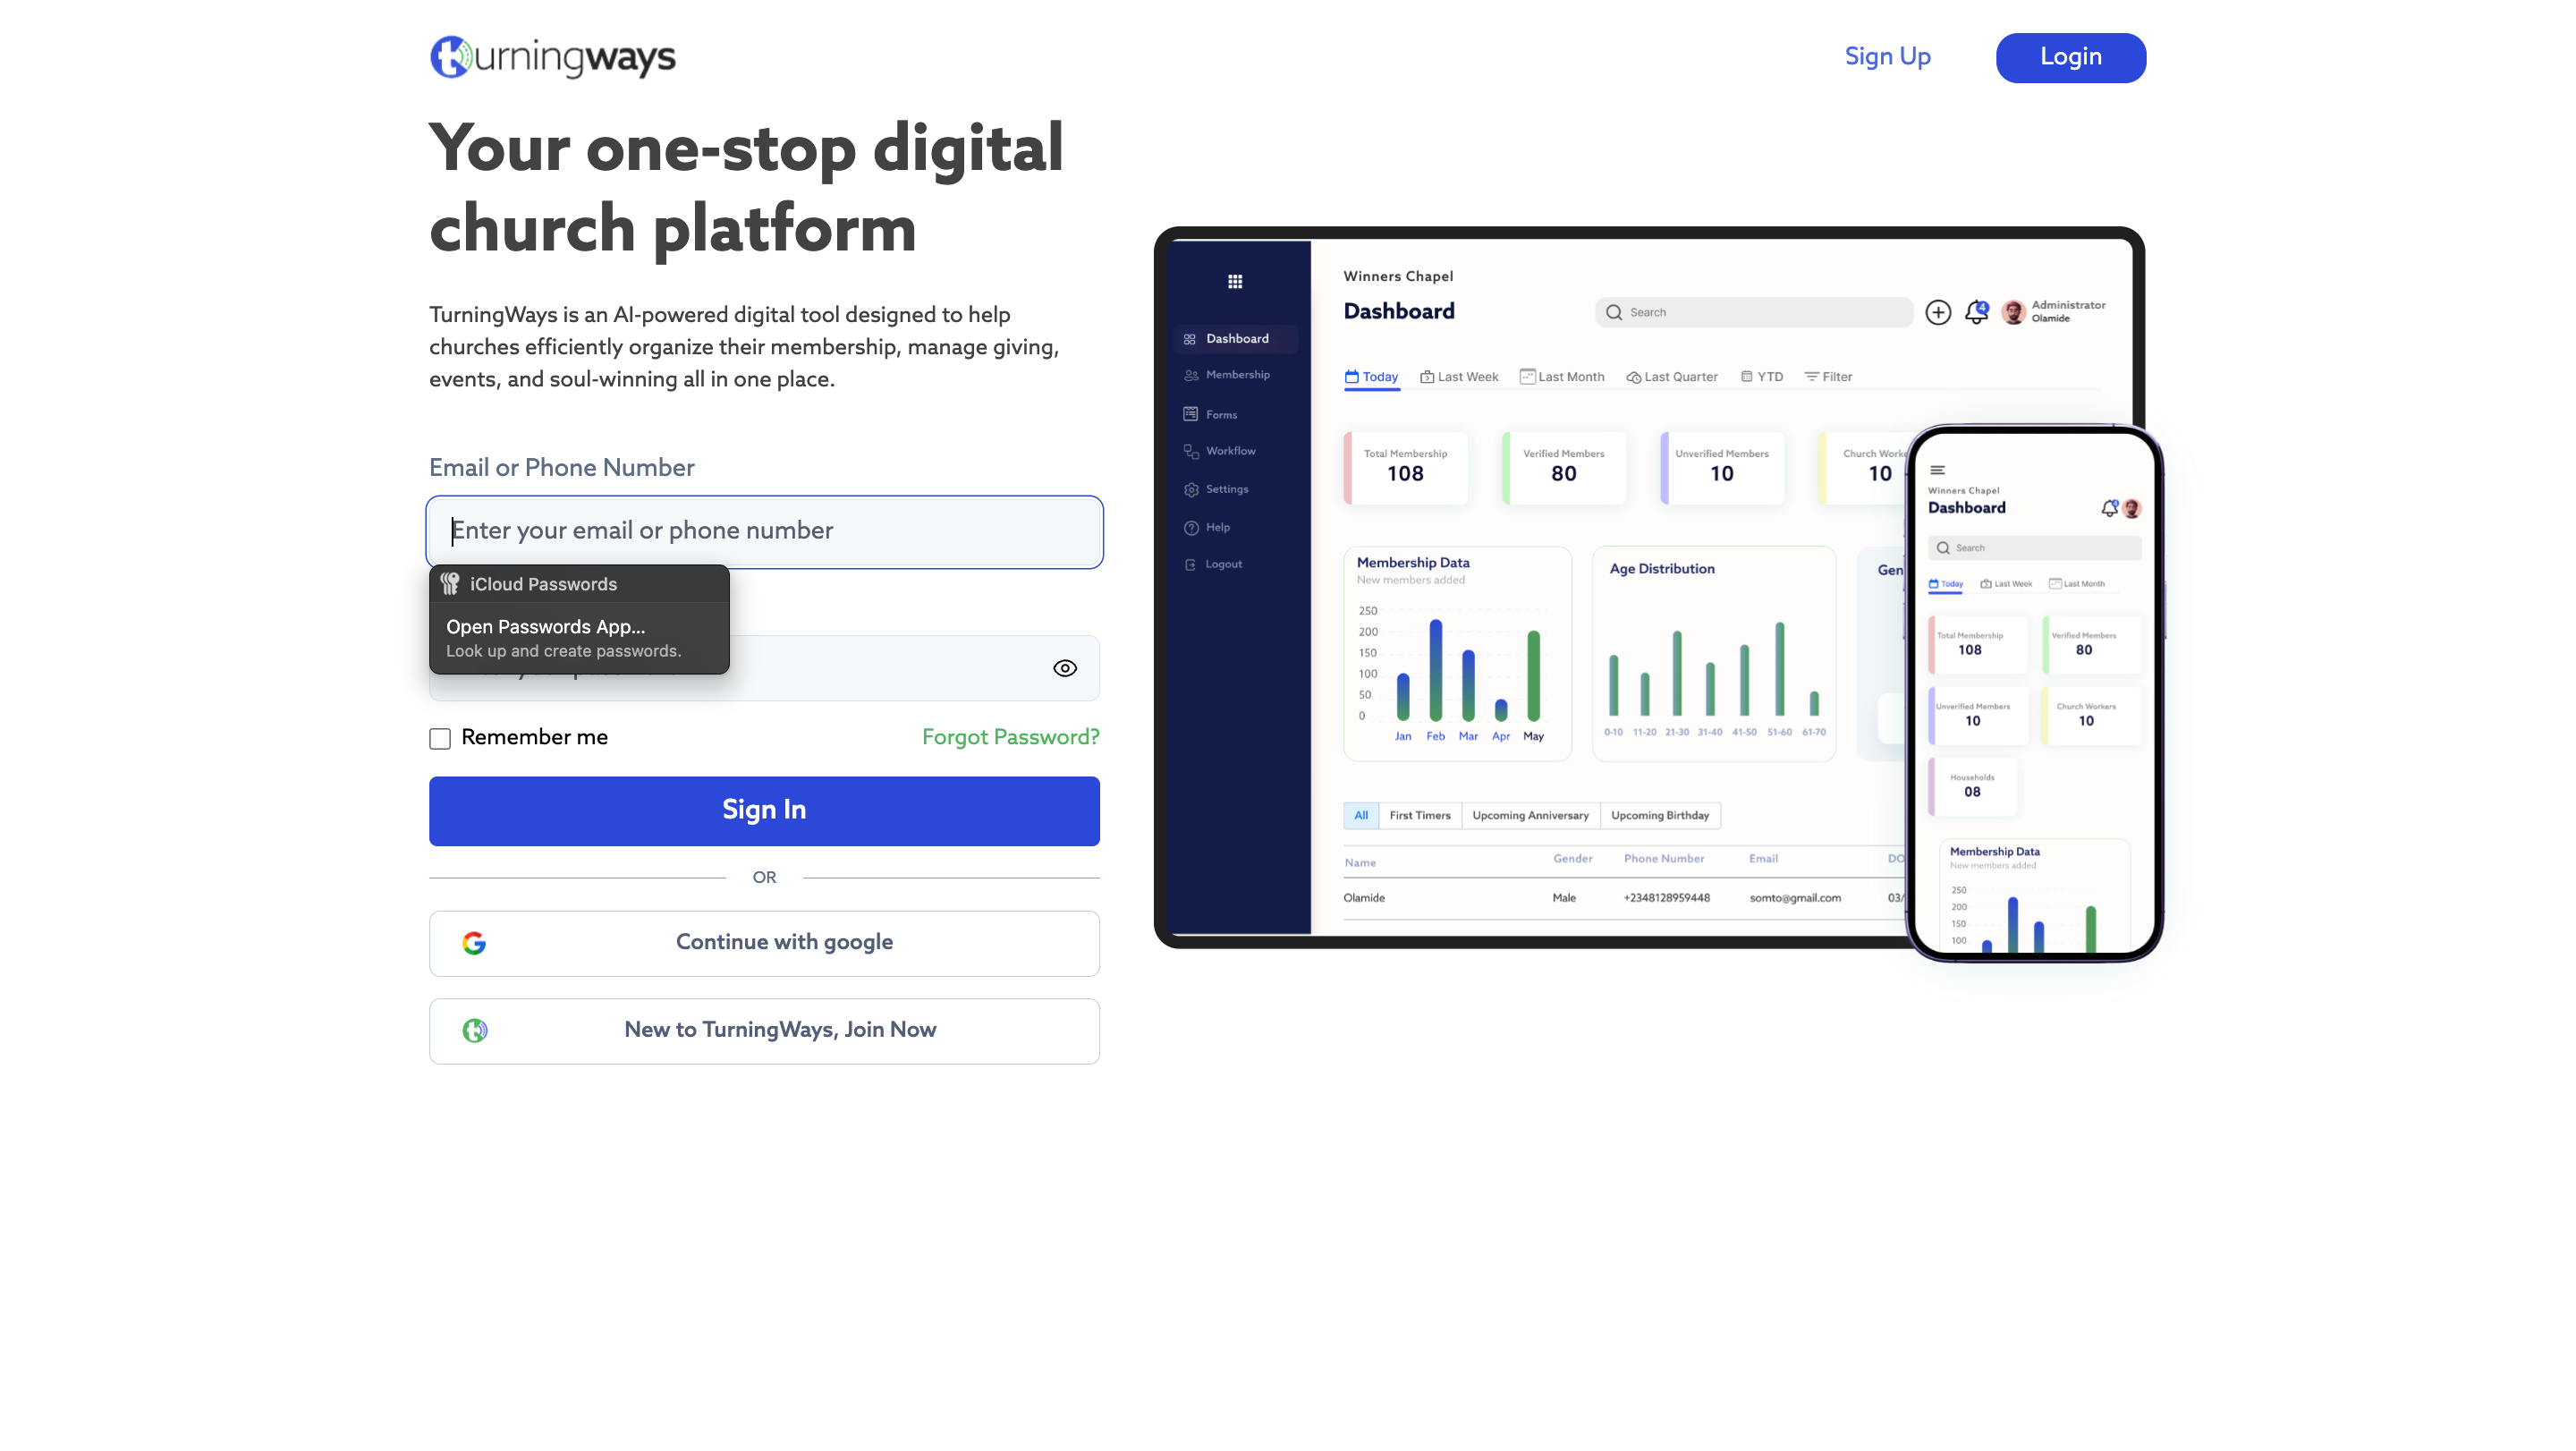 turningways
Sign Up
Login
Your one-stop digital
church platform
TurningWays is an AI-powered digital tool designed to help
churches efficiently organize their membership, manage giving,
events, and soul-winning all in one place.
Email or Phone Number
Enter your email or phone number
iCloud Passwords
Open Passwords App...
Look up and create passwords.
Remember me
Forgot Password?
Sign In
OR
Continue with google
New to TurningWays, Join Now
Winners Chapel
Dashboard
Search
4
Administrator
Olamide
Dashboard
Membership
Forms
Workflow
Settings
Help
Logout
Today
Last Week
Last Month
Last Quarter
YTD
Filter
Total Membership
108
Verified Members
80
Unverified Members
10
Church Work
10
Membership Data
New members added
250
200
150
100
50
0
Jan Feb Mar Apr May
Age Distribution
0-10 11-20 21-30 31-40 41-50 51-60 61-70
Gen
All
First Timers
Upcoming Anniversary
Upcoming Birthday
Name Gender Phone Number Email DO
Olamide Male +2348128959448 somto@gmail.com 03/
Winners Chapel
Dashboard
Search
Today
Last Week
Last Month
Total Membership
108
Verified Members
80
Unverified Members
10
Church Workers
10
Households
08
Membership Data
New members added
250
200
150
100